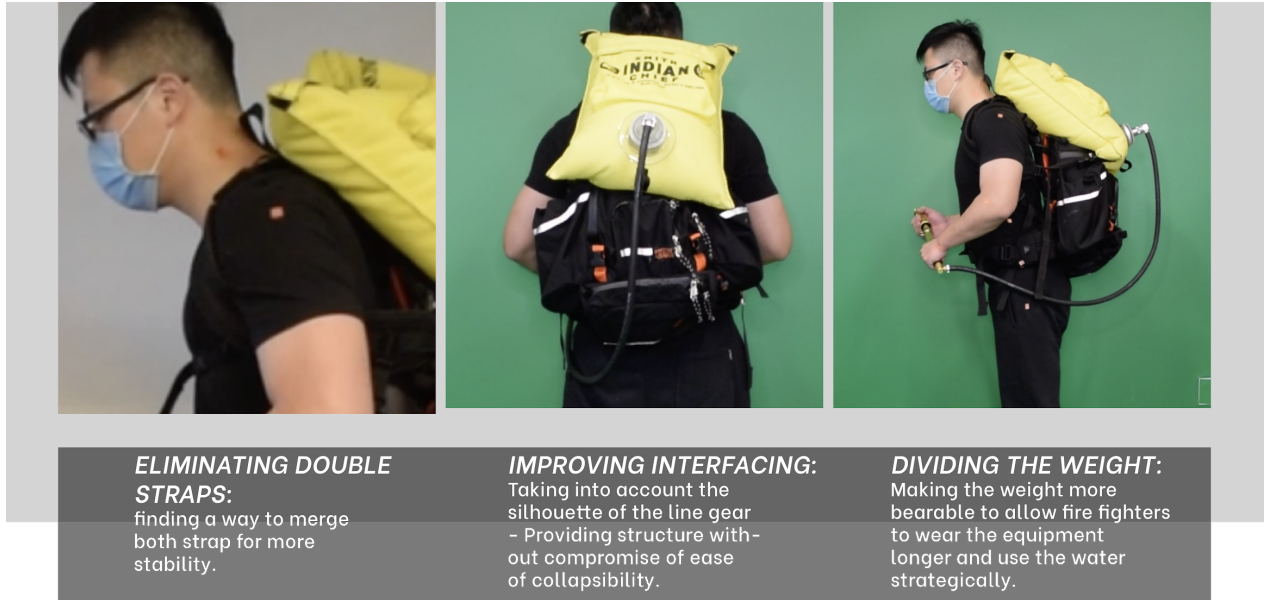 SMITH
INDIAN
CHIEF
ELIMINATING DOUBLE
STRAPS:
finding a way to merge
both strap for more
stability.
IMPROVING INTERFACING:
Taking into account the
silhouette of the line gear
- Providing structure with-
out compromise of ease
of collapsibility.
DIVIDING THE WEIGHT:
Making the weight more
bearable to allow fire fighters
to wear the equipment
longer and use the water
strategically.